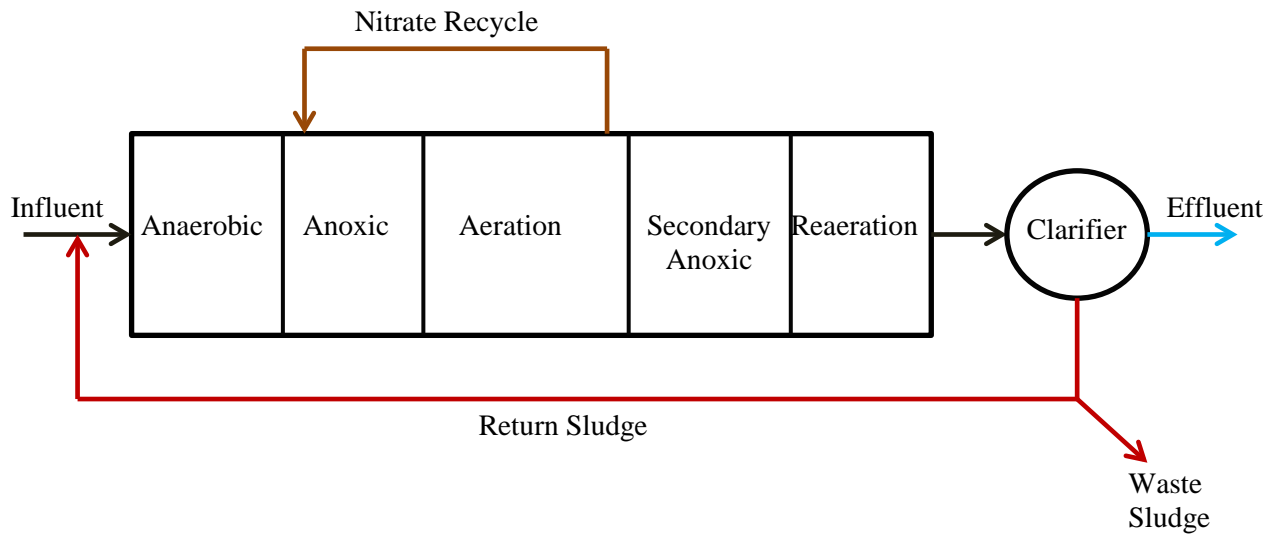 Nitrate Recycle
Influent
Anaerobic
Anoxic
Aeration
Secondary
Anoxic
Reaeration
Clarifier
Effluent
Return Sludge
Waste
Sludge